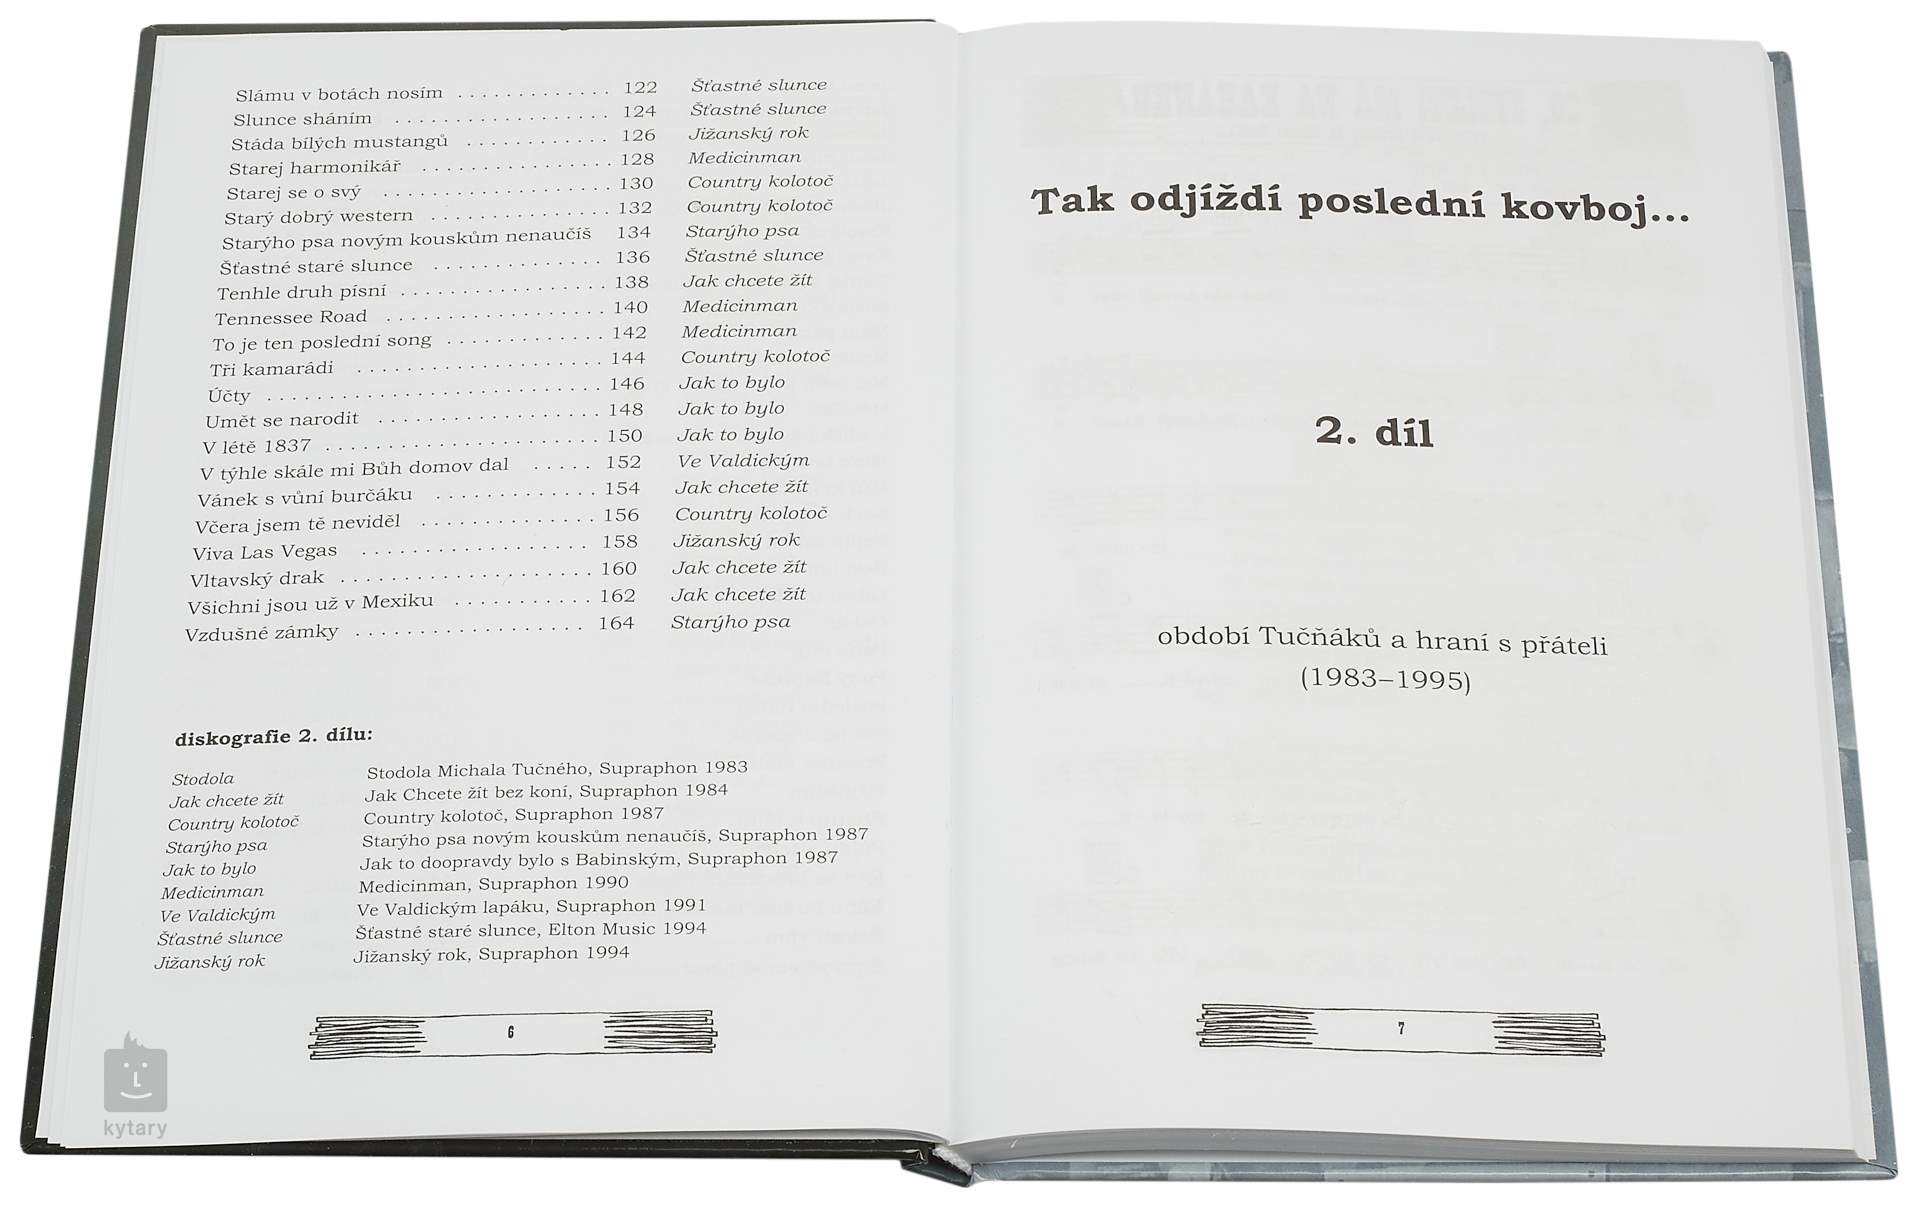 Slámu v botách nosím . . . . . . . . . . . . . 122 Šťastné slunce
Slunce sháním . . . . . . . . . . . . . . . . . . 124 Šťastné slunce
Stáda bílých mustangů . . . . . . . . . . . . 126 Jižanský rok
Starej harmonikář . . . . . . . . . . . . . . . . 128 Medicinman
Starej se o svý . . . . . . . . . . . . . . . . . . . 130 Country kolotoč
Starý dobrý western . . . . . . . . . . . . . . . 132 Country kolotoč
Starýho psa novým kouskům nenaučíš 134 Starýho psa
Šťastné staré slunce . . . . . . . . . . . . . . 136 Šťastné slunce
Tenhle druh písní . . . . . . . . . . . . . . . . . 138 Jak chcete žít
Tennessee Road . . . . . . . . . . . . . . . . . . 140 Medicinman
To je ten poslední song . . . . . . . . . . . . . 142 Medicinman
Tři kamarádi . . . . . . . . . . . . . . . . . . . . 144 Country kolotoč
Účty . . . . . . . . . . . . . . . . . . . . . . . . . . . 146 Jak to bylo
Umět se narodit . . . . . . . . . . . . . . . . . . 148 Jak to bylo
V létě 1837 . . . . . . . . . . . . . . . . . . . . . . 150 Jak to bylo
V týhle skále mi Bůh domov dal . . . . . 152 Ve Valdickým
Vánek s vůní burčáku . . . . . . . . . . . . . 154 Jak chcete žít
Včera jsem tě neviděl . . . . . . . . . . . . . . 156 Country kolotoč
Viva Las Vegas . . . . . . . . . . . . . . . . . . . 158 Jižanský rok
Vltavský drak . . . . . . . . . . . . . . . . . . . . 160 Jak chcete žít
Všichni jsou už v Mexiku . . . . . . . . . . . 162 Jak chcete žít
Vzdušné zámky . . . . . . . . . . . . . . . . . . . 164 Starýho psa
diskografie 2. dílu:
Stodola Stodola Michala Tučného, Supraphon 1983
Jak chcete žít Jak Chcete žít bez koní, Supraphon 1984
Country kolotoč Country kolotoč, Supraphon 1987
Starýho psa Starýho psa novým kouskům nenaučíš, Supraphon 1987
Jak to bylo Jak to doopravdy bylo s Babinským, Supraphon 1987
Medicinman Medicinman, Supraphon 1990
Ve Valdickým Ve Valdickým lapáku, Supraphon 1991
Šťastné slunce Šťastné staré slunce, Elton Music 1994
Jižanský rok Jižanský rok, Supraphon 1994
6
kytary
Tak odjíždí poslední kovboj...
2. díl
období Tučňáků a hraní s přáteli
(1983–1995)
7